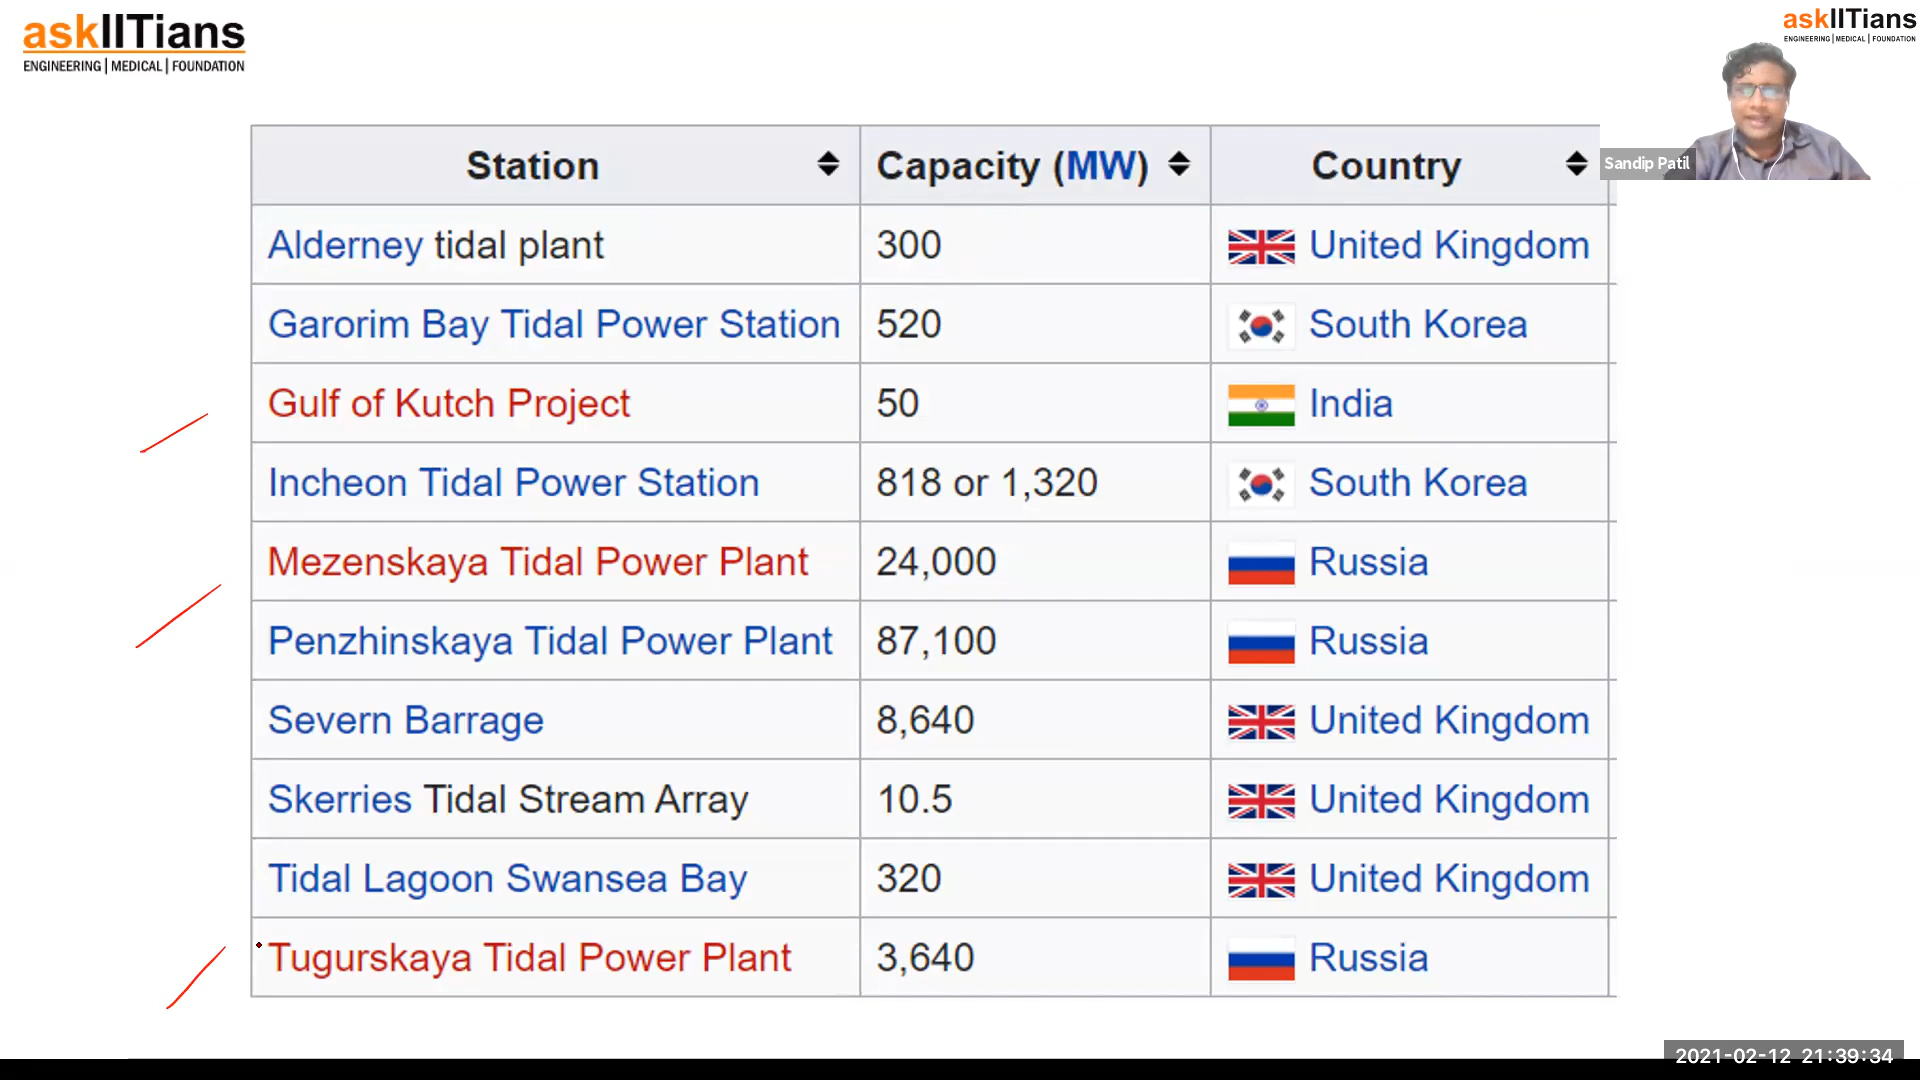 askIITians
ENGINEERING | MEDICAL | FOUNDATION
askIITians
ENGINEERING | MEDICAL | FOUNDATION
Sandip Patil
Station Capacity (MW) Country
Alderney tidal plant 300 United Kingdom
Garorim Bay Tidal Power Station 520 South Korea
Gulf of Kutch Project 50 India
Incheon Tidal Power Station 818 or 1,320 South Korea
Mezenskaya Tidal Power Plant 24,000 Russia
Penzhinskaya Tidal Power Plant 87,100 Russia
Severn Barrage 8,640 United Kingdom
Skerries Tidal Stream Array 10.5 United Kingdom
Tidal Lagoon Swansea Bay 320 United Kingdom
Tugurskaya Tidal Power Plant 3,640 Russia
2021-02-12 21:39:34